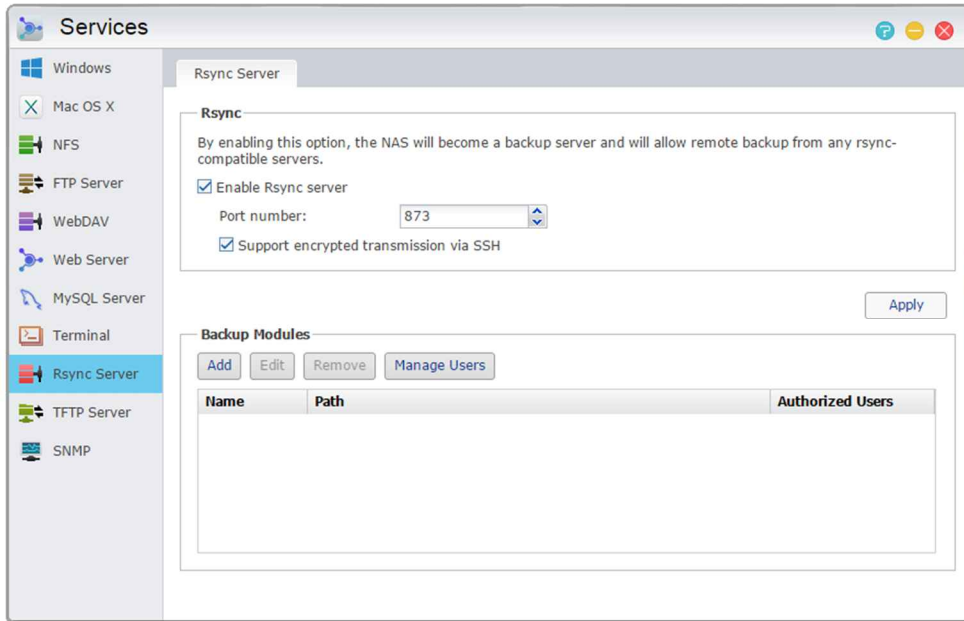 Services
Windows
Mac OS X
NFS
FTP Server
WebDAV
Web Server
MySQL Server
Terminal
Rsync Server
TFTP Server
SNMP
Rsync Server
Rsync
By enabling this option, the NAS will become a backup server and will allow remote backup from any rsync-
compatible servers.
Enable Rsync server
Port number: 873
Support encrypted transmission via SSH
Apply
Backup Modules
Add Edit Remove Manage Users
Name Path Authorized Users